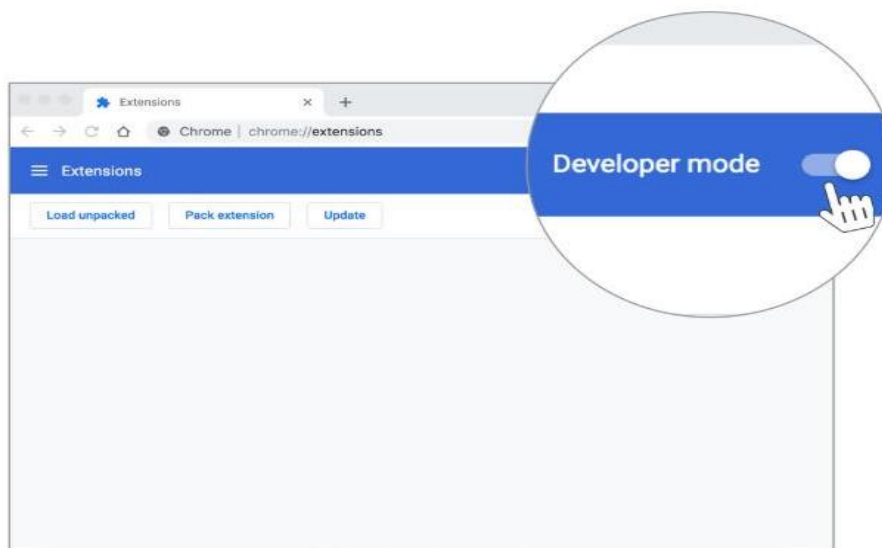 Extensions
Chrome | chrome://extensions
Extensions
Developer mode
Load unpacked Pack extension Update